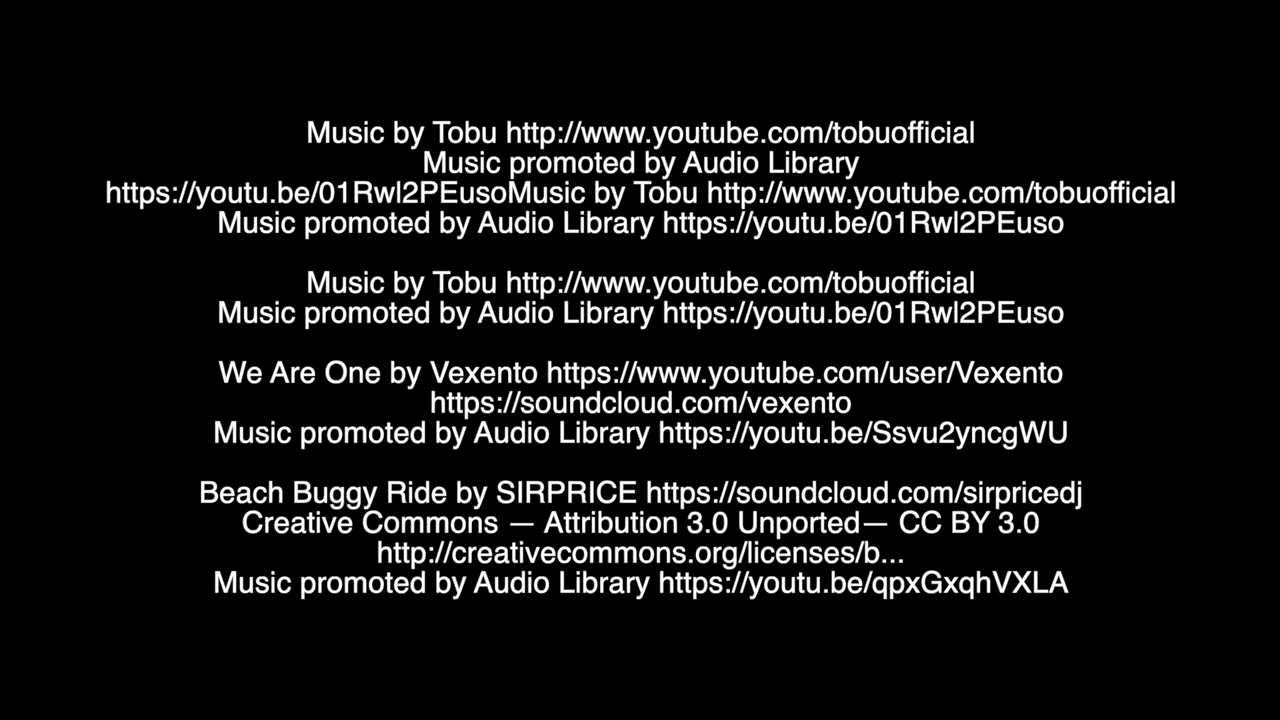 Music by Tobu http://www.youtube.com/tobuofficial
Music promoted by Audio Library
https://youtu.be/01Rwl2PEusoMusic by Tobu http://www.youtube.com/tobuofficial
Music promoted by Audio Library https://youtu.be/01Rwl2PEuso
Music by Tobu http://www.youtube.com/tobuofficial
Music promoted by Audio Library https://youtu.be/01Rwl2PEuso
We Are One by Vexento https://www.youtube.com/user/Vexento
https://soundcloud.com/vexento
Music promoted by Audio Library https://youtu.be/Ssvu2yncgWU
Beach Buggy Ride by SIRPRICE https://soundcloud.com/sirpricedj
Creative Commons — Attribution 3.0 Unported— CC BY 3.0
http://creativecommons.org/licenses/b...
Music promoted by Audio Library https://youtu.be/qpxGxqhVXLA